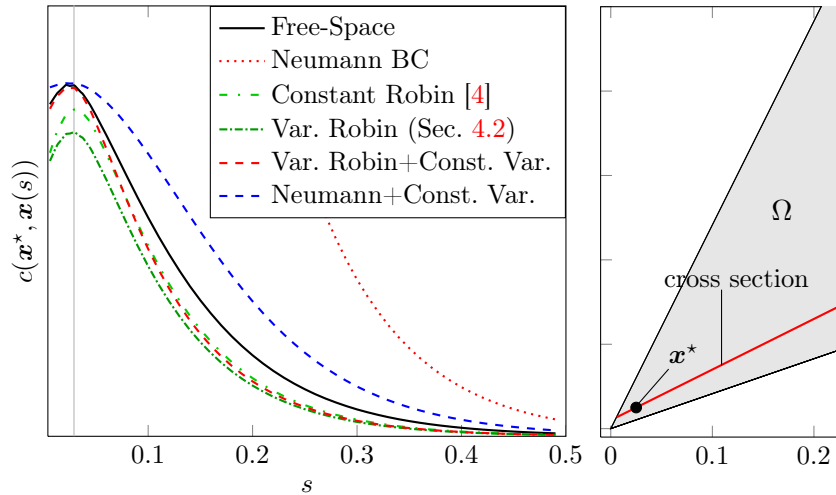 Free-Space
Neumann BC
Constant Robin [4]
Var. Robin (Sec. 4.2)
Var. Robin+Const. Var.
Neumann+Const. Var.
c(x⋆, x(s))
0.1 0.2 0.3 0.4 0.5
s
Ω
cross section
x⋆
0 0.1 0.2